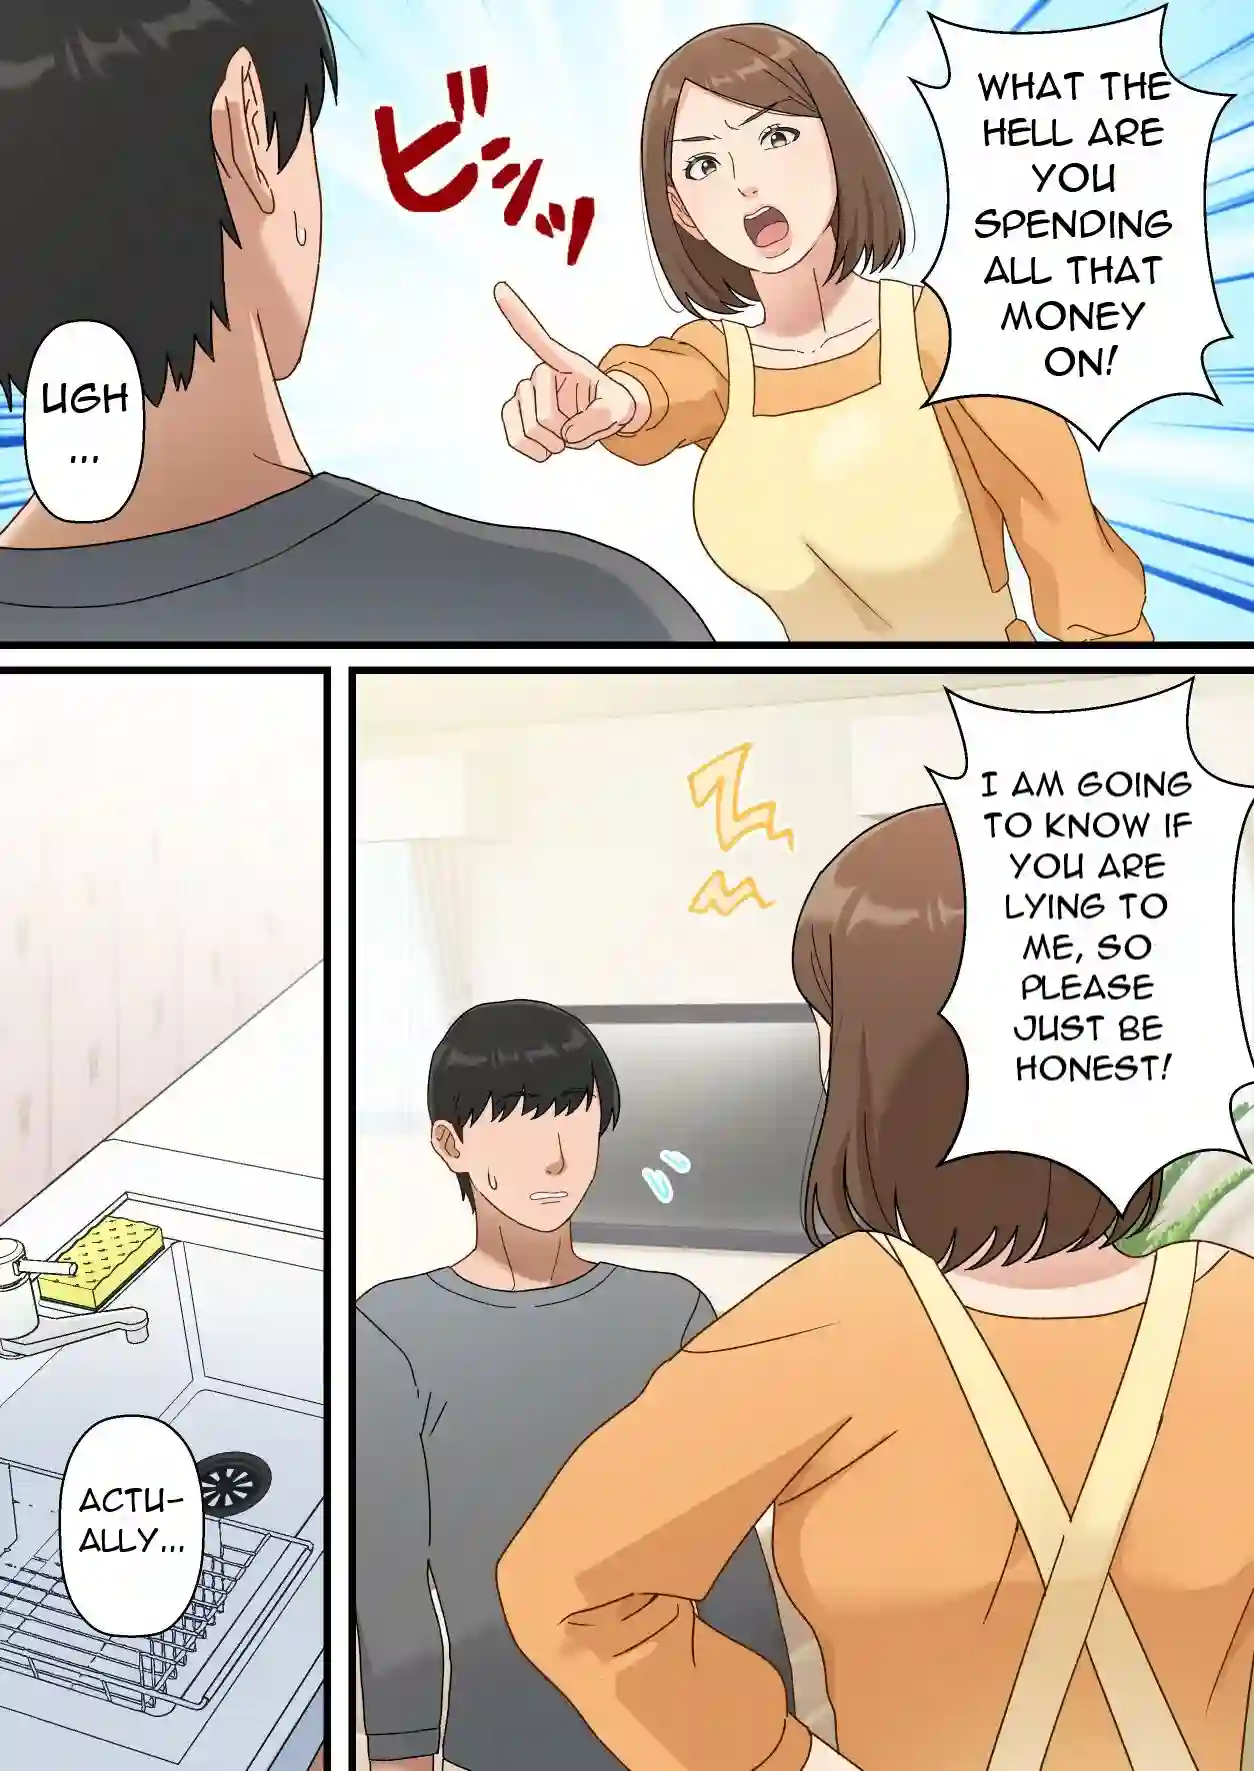 WHAT THE
HELL ARE
YOU
SPENDING
ALL THAT
MONEY
ON!
ビシッ
UGH
...
I AM GOING
TO KNOW IF
YOU ARE
LYING TO
ME, SO
PLEASE
JUST BE
HONEST!
ACTU-
ALLY...